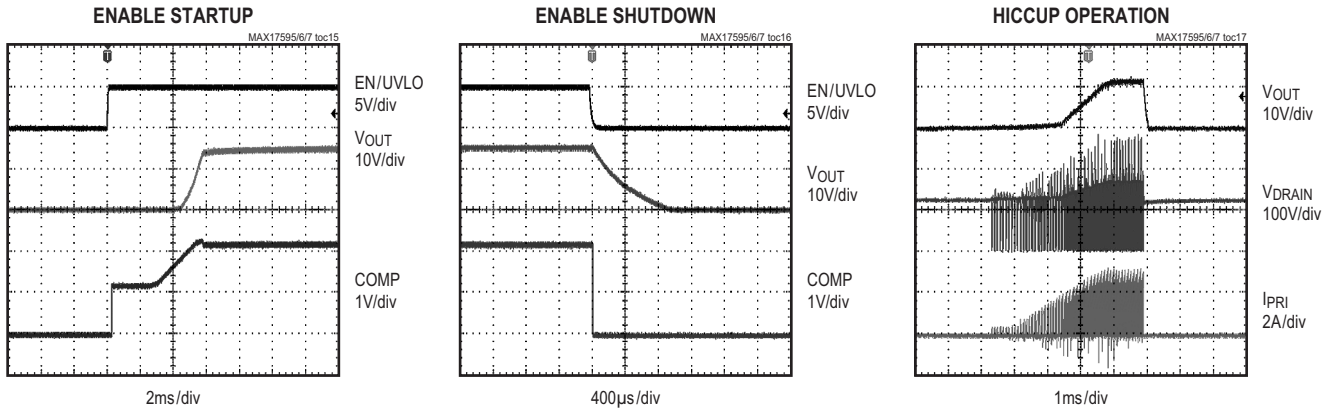 ENABLE STARTUP
MAX17595/6/7 toc15
T
EN/UVLO
5V/div
VOUT
10V/div
COMP
1V/div
2ms/div
ENABLE SHUTDOWN
MAX17595/6/7 toc16
T
EN/UVLO
5V/div
VOUT
10V/div
COMP
1V/div
400µs/div
HICCUP OPERATION
MAX17595/6/7 toc17
T
VOUT
10V/div
VDRAIN
100V/div
IPRI
2A/div
1ms/div